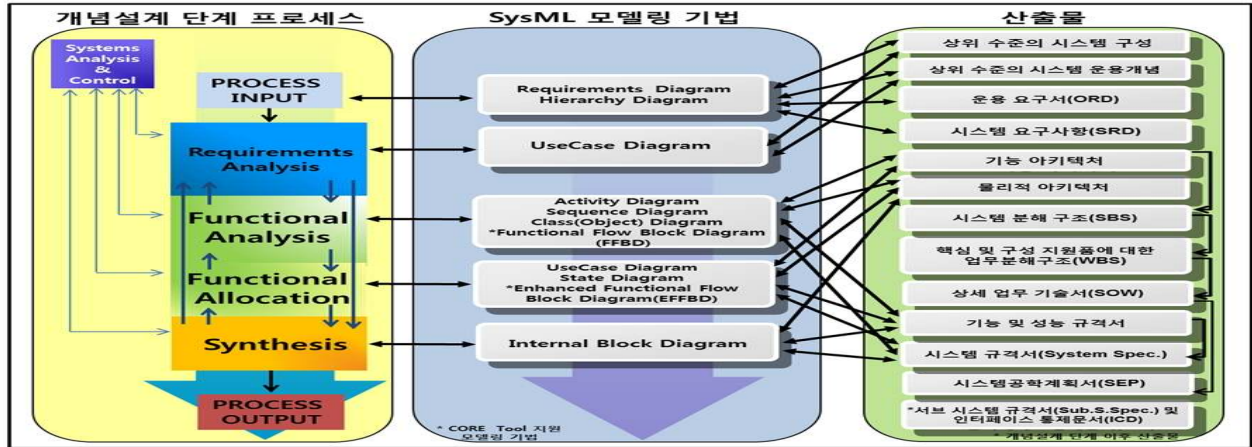 개념설계 단계 프로세스
Systems
Analysis
&
Control
PROCESS
INPUT
Requirements
Analysis
Functional
Analysis
Functional
Allocation
Synthesis
PROCESS
OUTPUT
SysML 모델링 기법
Requirements Diagram
Hierarchy Diagram
UseCase Diagram
Activity Diagram
Sequence Diagram
Class(Object) Diagram
*Functional Flow Block Diagram
(FFBD)
UseCase Diagram
State Diagram
*Enhanced Functional Flow
Block Diagram(EFFBD)
Internal Block Diagram
* CORE Tool 지원
모델링 기법
산출물
상위 수준의 시스템 구성
상위 수준의 시스템 운용개념
운용 요구서(ORD)
시스템 요구사항(SRD)
기능 아키텍처
물리적 아키텍처
시스템 분해 구조(SBS)
핵심 및 구성 지원품에 대한
업무분해구조(WBS)
상세 업무 기술서(SOW)
기능 및 성능 규격서
시스템 규격서(System Spec.)
시스템공학계획서(SEP)
*서브 시스템 규격서(Sub.S.Spec.) 및
인터페이스 통제문서(ICD)
* 개념설계 단계 이후 산출물